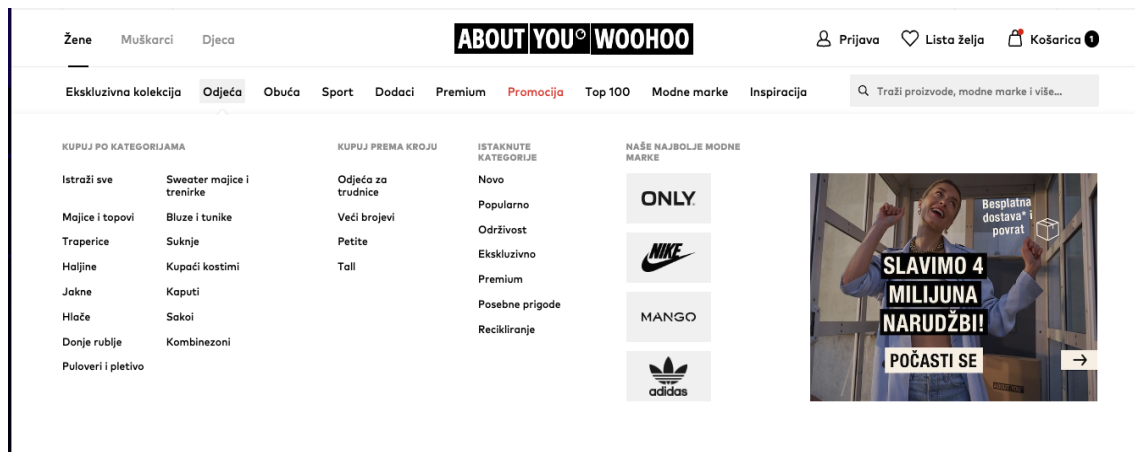 Žene Muškarci Djeca
ABOUT YOU° WOOHOO
Prijava Lista želja Košarica 1
Ekskluzivna kolekcija Odjeća Obuća Sport Dodaci Premium Promocija Top 100 Modne marke Inspiracija
Traži proizvode, modne marke i više...
KUPUJ PO KATEGORIJAMA
Istraži sve
Majice i topovi
Traperice
Haljine
Jakne
Hlače
Donje rublje
Puloveri i pletivo
Sweater majice i
trenirke
Bluze i tunike
Suknje
Kupaći kostimi
Kaputi
Sakoi
Kombinezoni
KUPUJ PREMA KROJU
Odjeća za
trudnice
Veći brojevi
Petite
Tall
ISTAKNUTE
KATEGORIJE
Novo
Popularno
Održivost
Ekskluzivno
Premium
Posebne prigode
Recikliranje
NAŠE NAJBOLJE MODNE
MARKE
ONLY
NIKE
MANGO
adidas
Besplatna
dostava* i
povrat
SLAVIMO 4
MILIJUNA
NARUDŽBI!
POČASTI SE
ABOUT YOU